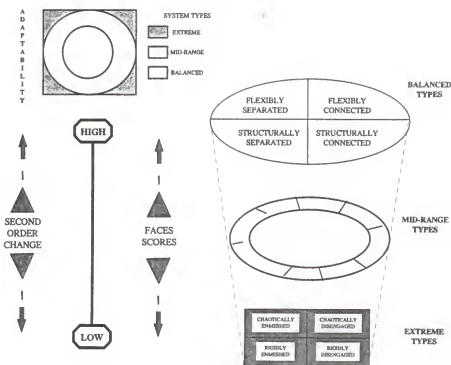 ADAPTABILITY
SYSTEM TYPES
EXTREME
MID-RANGE
BALANCED
HIGH
SECOND
ORDER
CHANGE
FACES
SCORES
LOW
BALANCED
TYPES
FLEXIBLY
SEPARATED
FLEXIBLY
CONNECTED
STRUCTURALLY
SEPARATED
STRUCTURALLY
CONNECTED
MID-RANGE
TYPES
CHAOTICALLY
ENMESHED
CHAOTICALLY
DISENGAGED
RIGIDLY
ENMESHED
RIGIDLY
DISENGAGED
EXTREME
TYPES